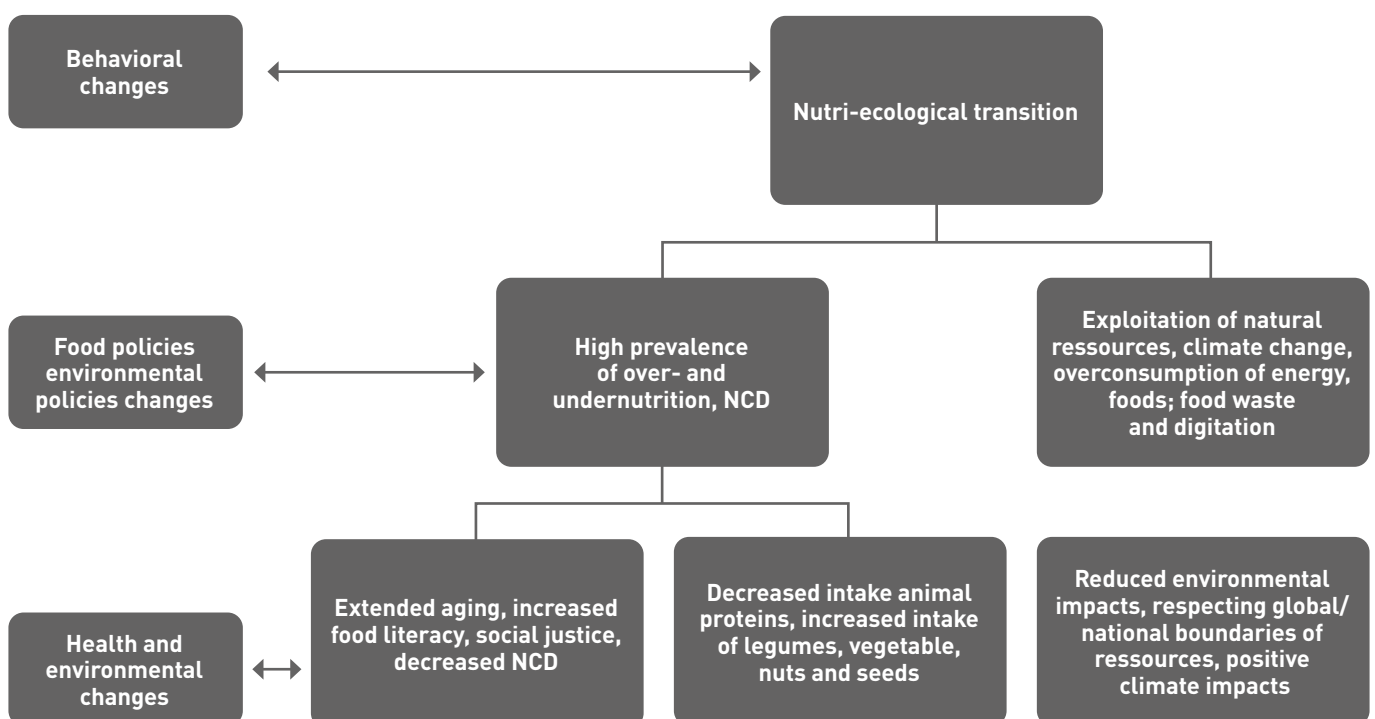 Behavioral
changes
Nutri-ecological transition
Food policies
environmental
policies changes
High prevalence
of over- and
undernutrition, NCD
Exploitation of natural
ressources, climate change,
overconsumption of energy,
foods; food waste
and digitation
Health and
environmental
changes
Extended aging, increased
food literacy, social justice,
decreased NCD
Decreased intake animal
proteins, increased intake
of legumes, vegetable,
nuts and seeds
Reduced environmental
impacts, respecting global/
national boundaries of
ressources, positive
climate impacts